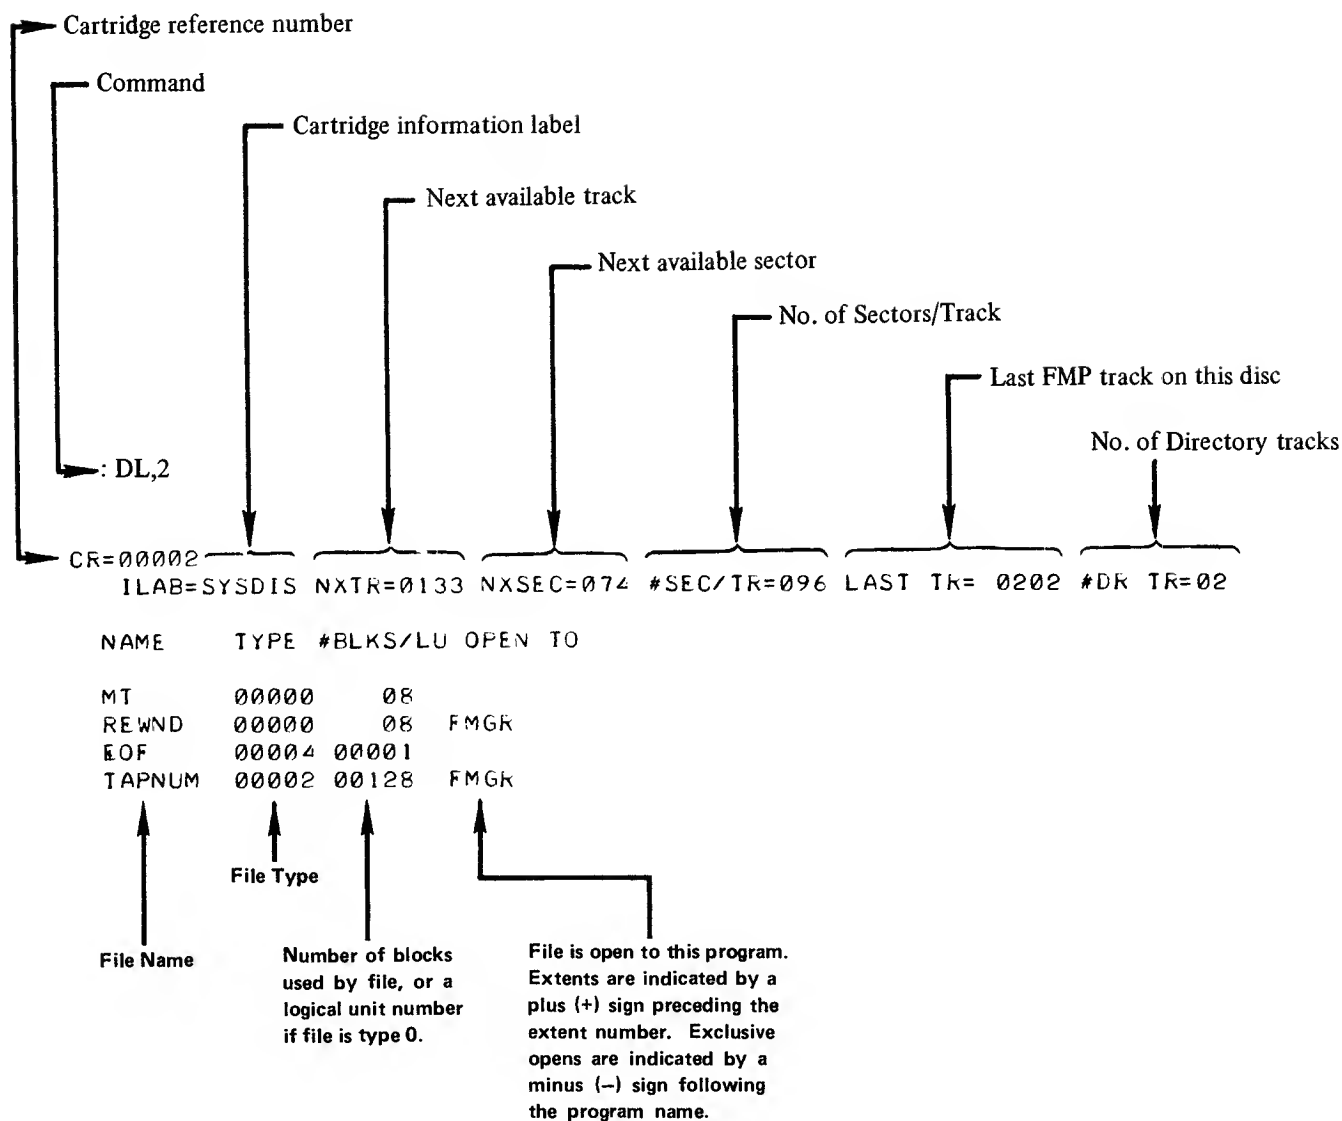 Cartridge reference number
Command
Cartridge information label
Next available track
Next available sector
No. of Sectors/Track
Last FMP track on this disc
No. of Directory tracks
: DL,2
CR=00002
ILAB=SYSDIS NXTR=0133 NXSEC=074 #SEC/TR=096 LAST TR= 0202 #DR TR=02
NAME TYPE #BLKS/LU OPEN TO
MT 00000 08
REWND 00000 08 FMGR
EOF 00004 00001
TAPNUM 00002 00128 FMGR
File Type
File Name
Number of blocks
used by file, or a
logical unit number
if file is type 0.
File is open to this program.
Extents are indicated by a
plus (+) sign preceding the
extent number. Exclusive
opens are indicated by a
minus (−) sign following
the program name.